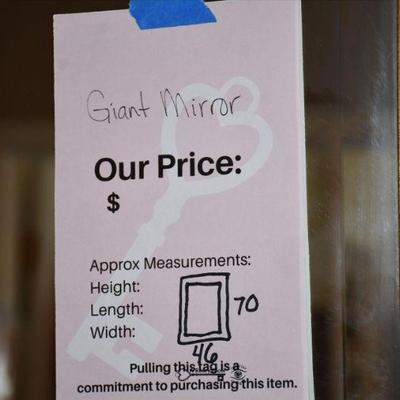 Giant Mirror
Our Price:
$
Approx Measurements:
Height:
Length:
70
Width:
46
Pulling this tag is a
commitment to purchasing this item.